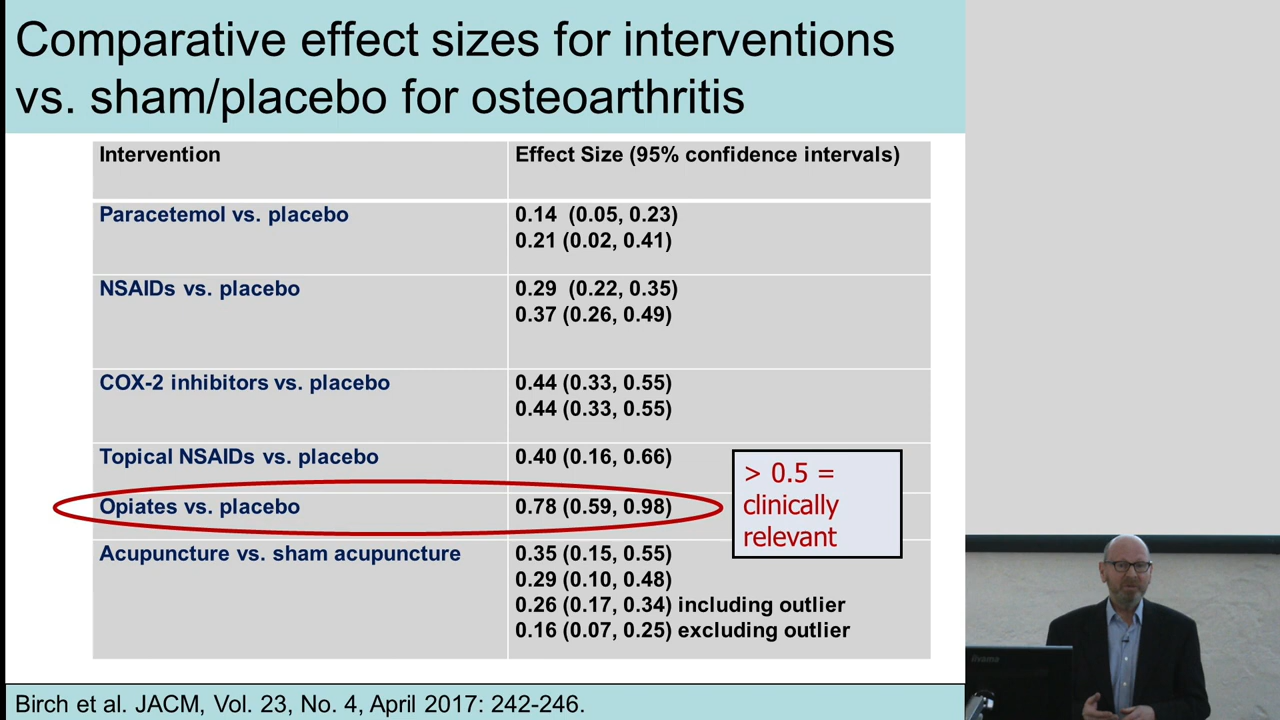 Comparative effect sizes for interventions
vs. sham/placebo for osteoarthritis
Intervention
Effect Size (95% confidence intervals)
Paracetemol vs. placebo
0.14 (0.05, 0.23)
0.21 (0.02, 0.41)
NSAIDs vs. placebo
0.29 (0.22, 0.35)
0.37 (0.26, 0.49)
COX-2 inhibitors vs. placebo
0.44 (0.33, 0.55)
0.44 (0.33, 0.55)
Topical NSAIDs vs. placebo
0.40 (0.16, 0.66)
Opiates vs. placebo
0.78 (0.59, 0.98)
> 0.5 =
clinically
relevant
Acupuncture vs. sham acupuncture
0.35 (0.15, 0.55)
0.29 (0.10, 0.48)
0.26 (0.17, 0.34) including outlier
0.16 (0.07, 0.25) excluding outlier
Birch et al. JACM, Vol. 23, No. 4, April 2017: 242-246.
iiyama